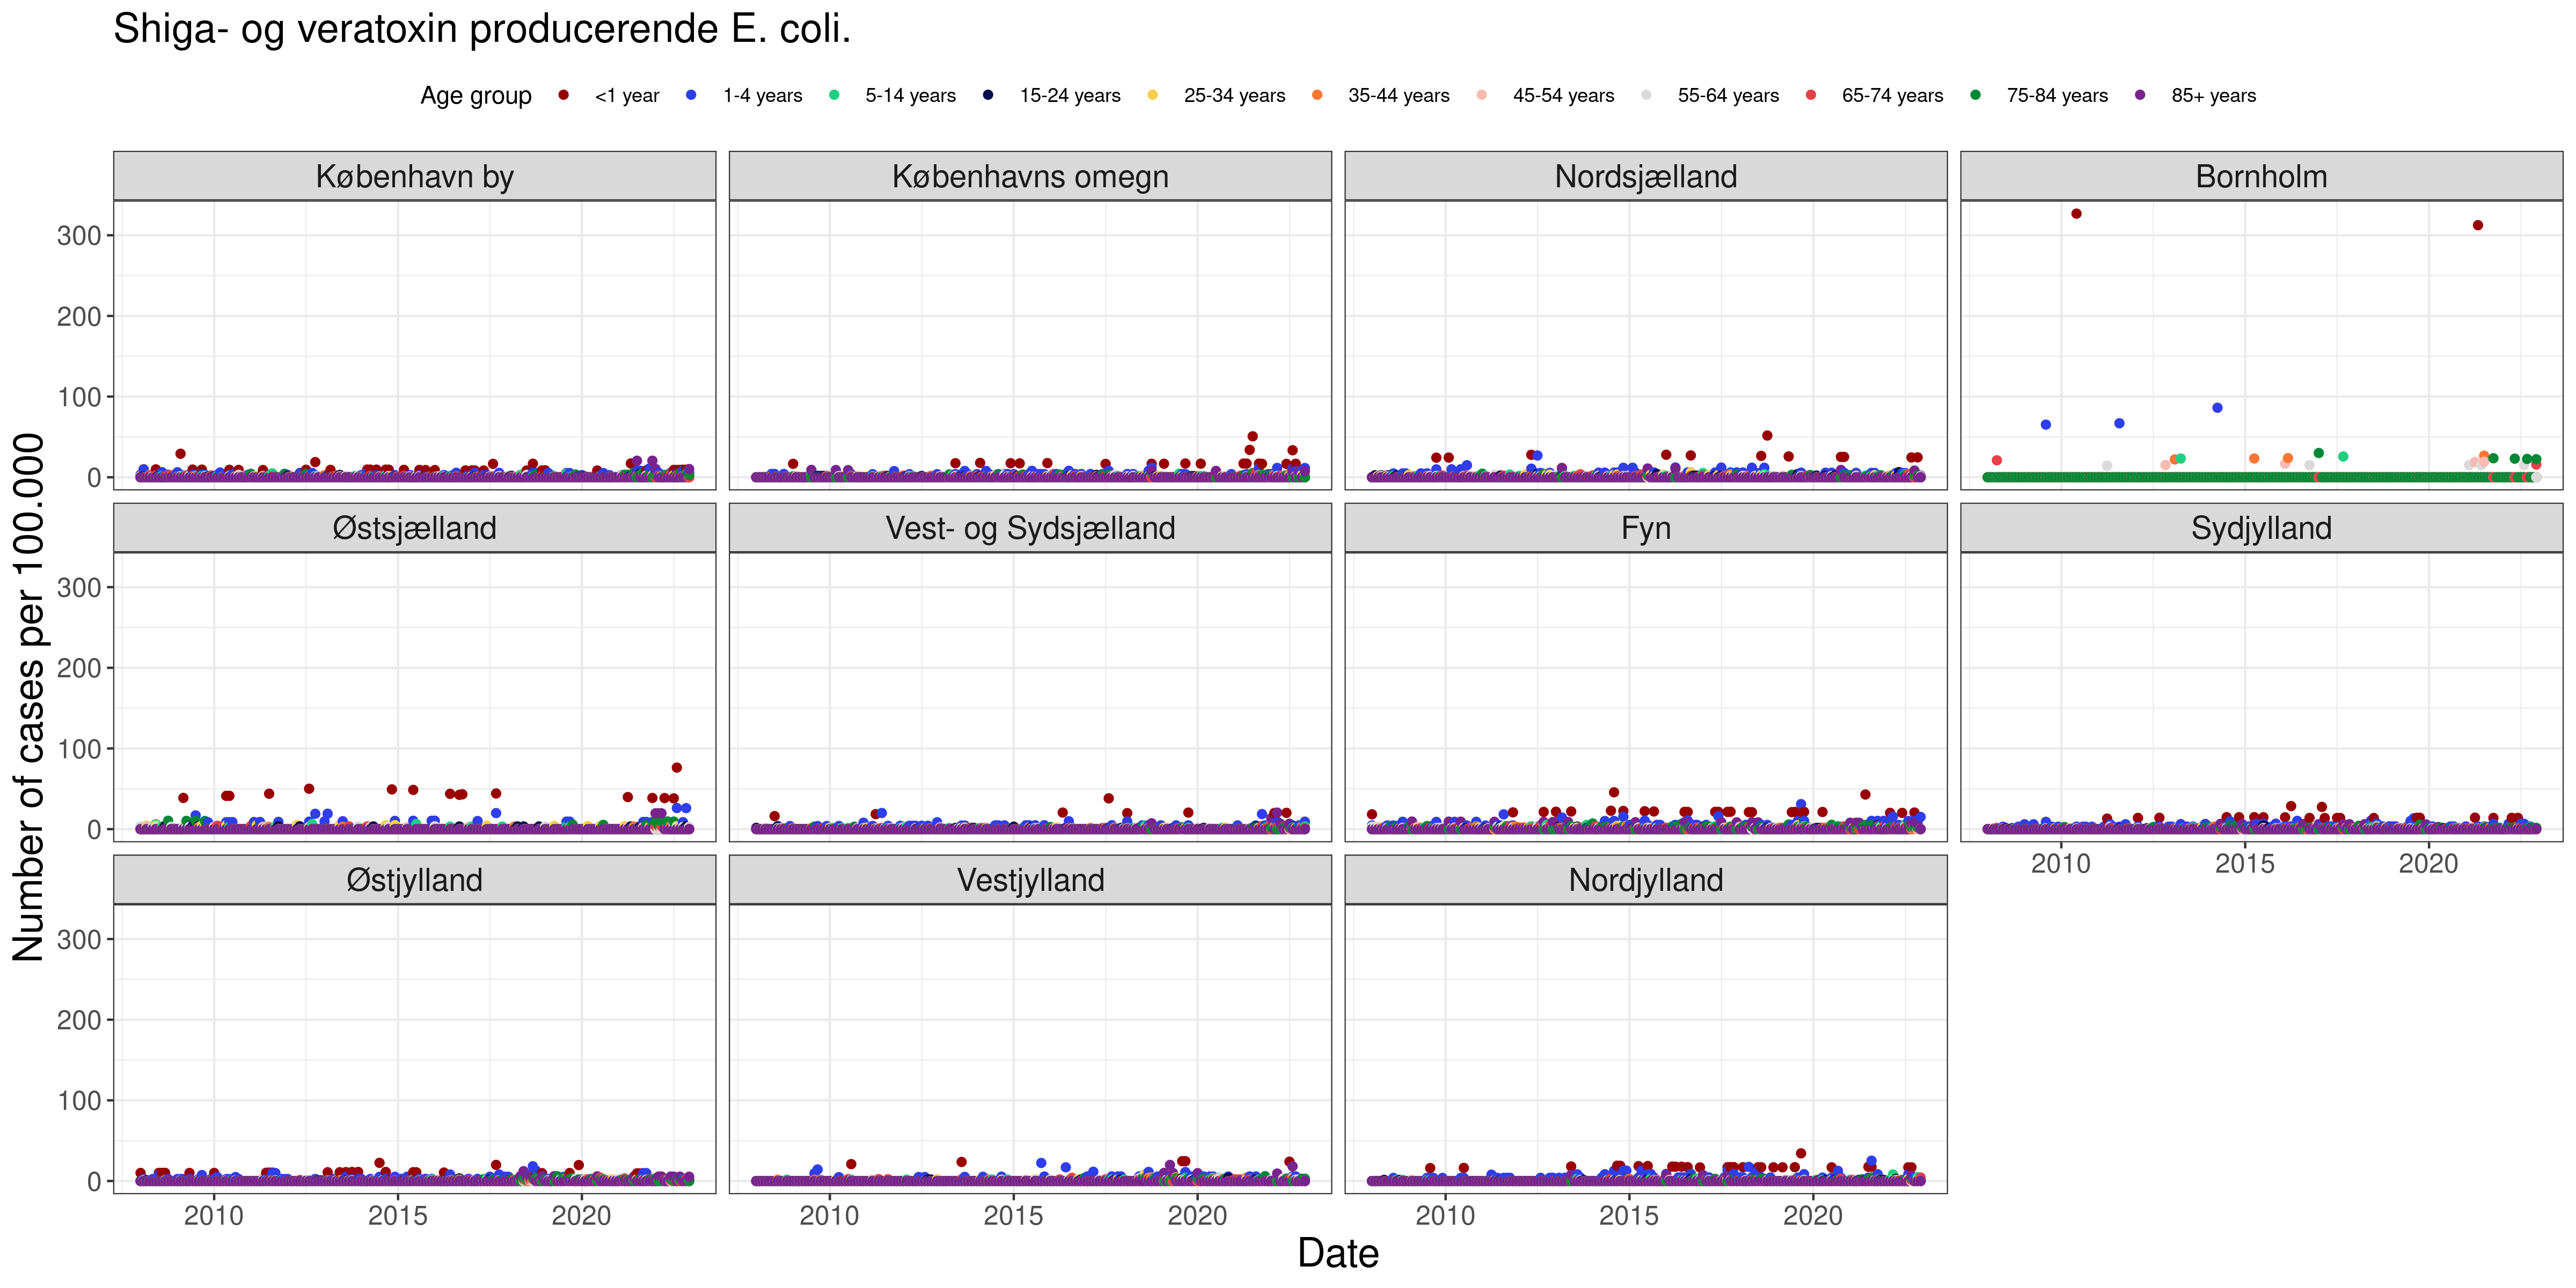 Shiga- og veratoxin producerende E. coli.
Age group <1 year 1-4 years 5-14 years 15-24 years 25-34 years 35-44 years 45-54 years 55-64 years 65-74 years 75-84 years 85+ years
København by Københavns omegn Nordsjælland Bornholm
300
200
100
0
Østsjælland Vest- og Sydsjælland Fyn Sydjylland
300
200
100
0
2010 2015 2020
Østjylland Vestjylland Nordjylland
300
200
100
0
2010 2015 2020 2010 2015 2020 2010 2015 2020
Number of cases per 100.000
Date